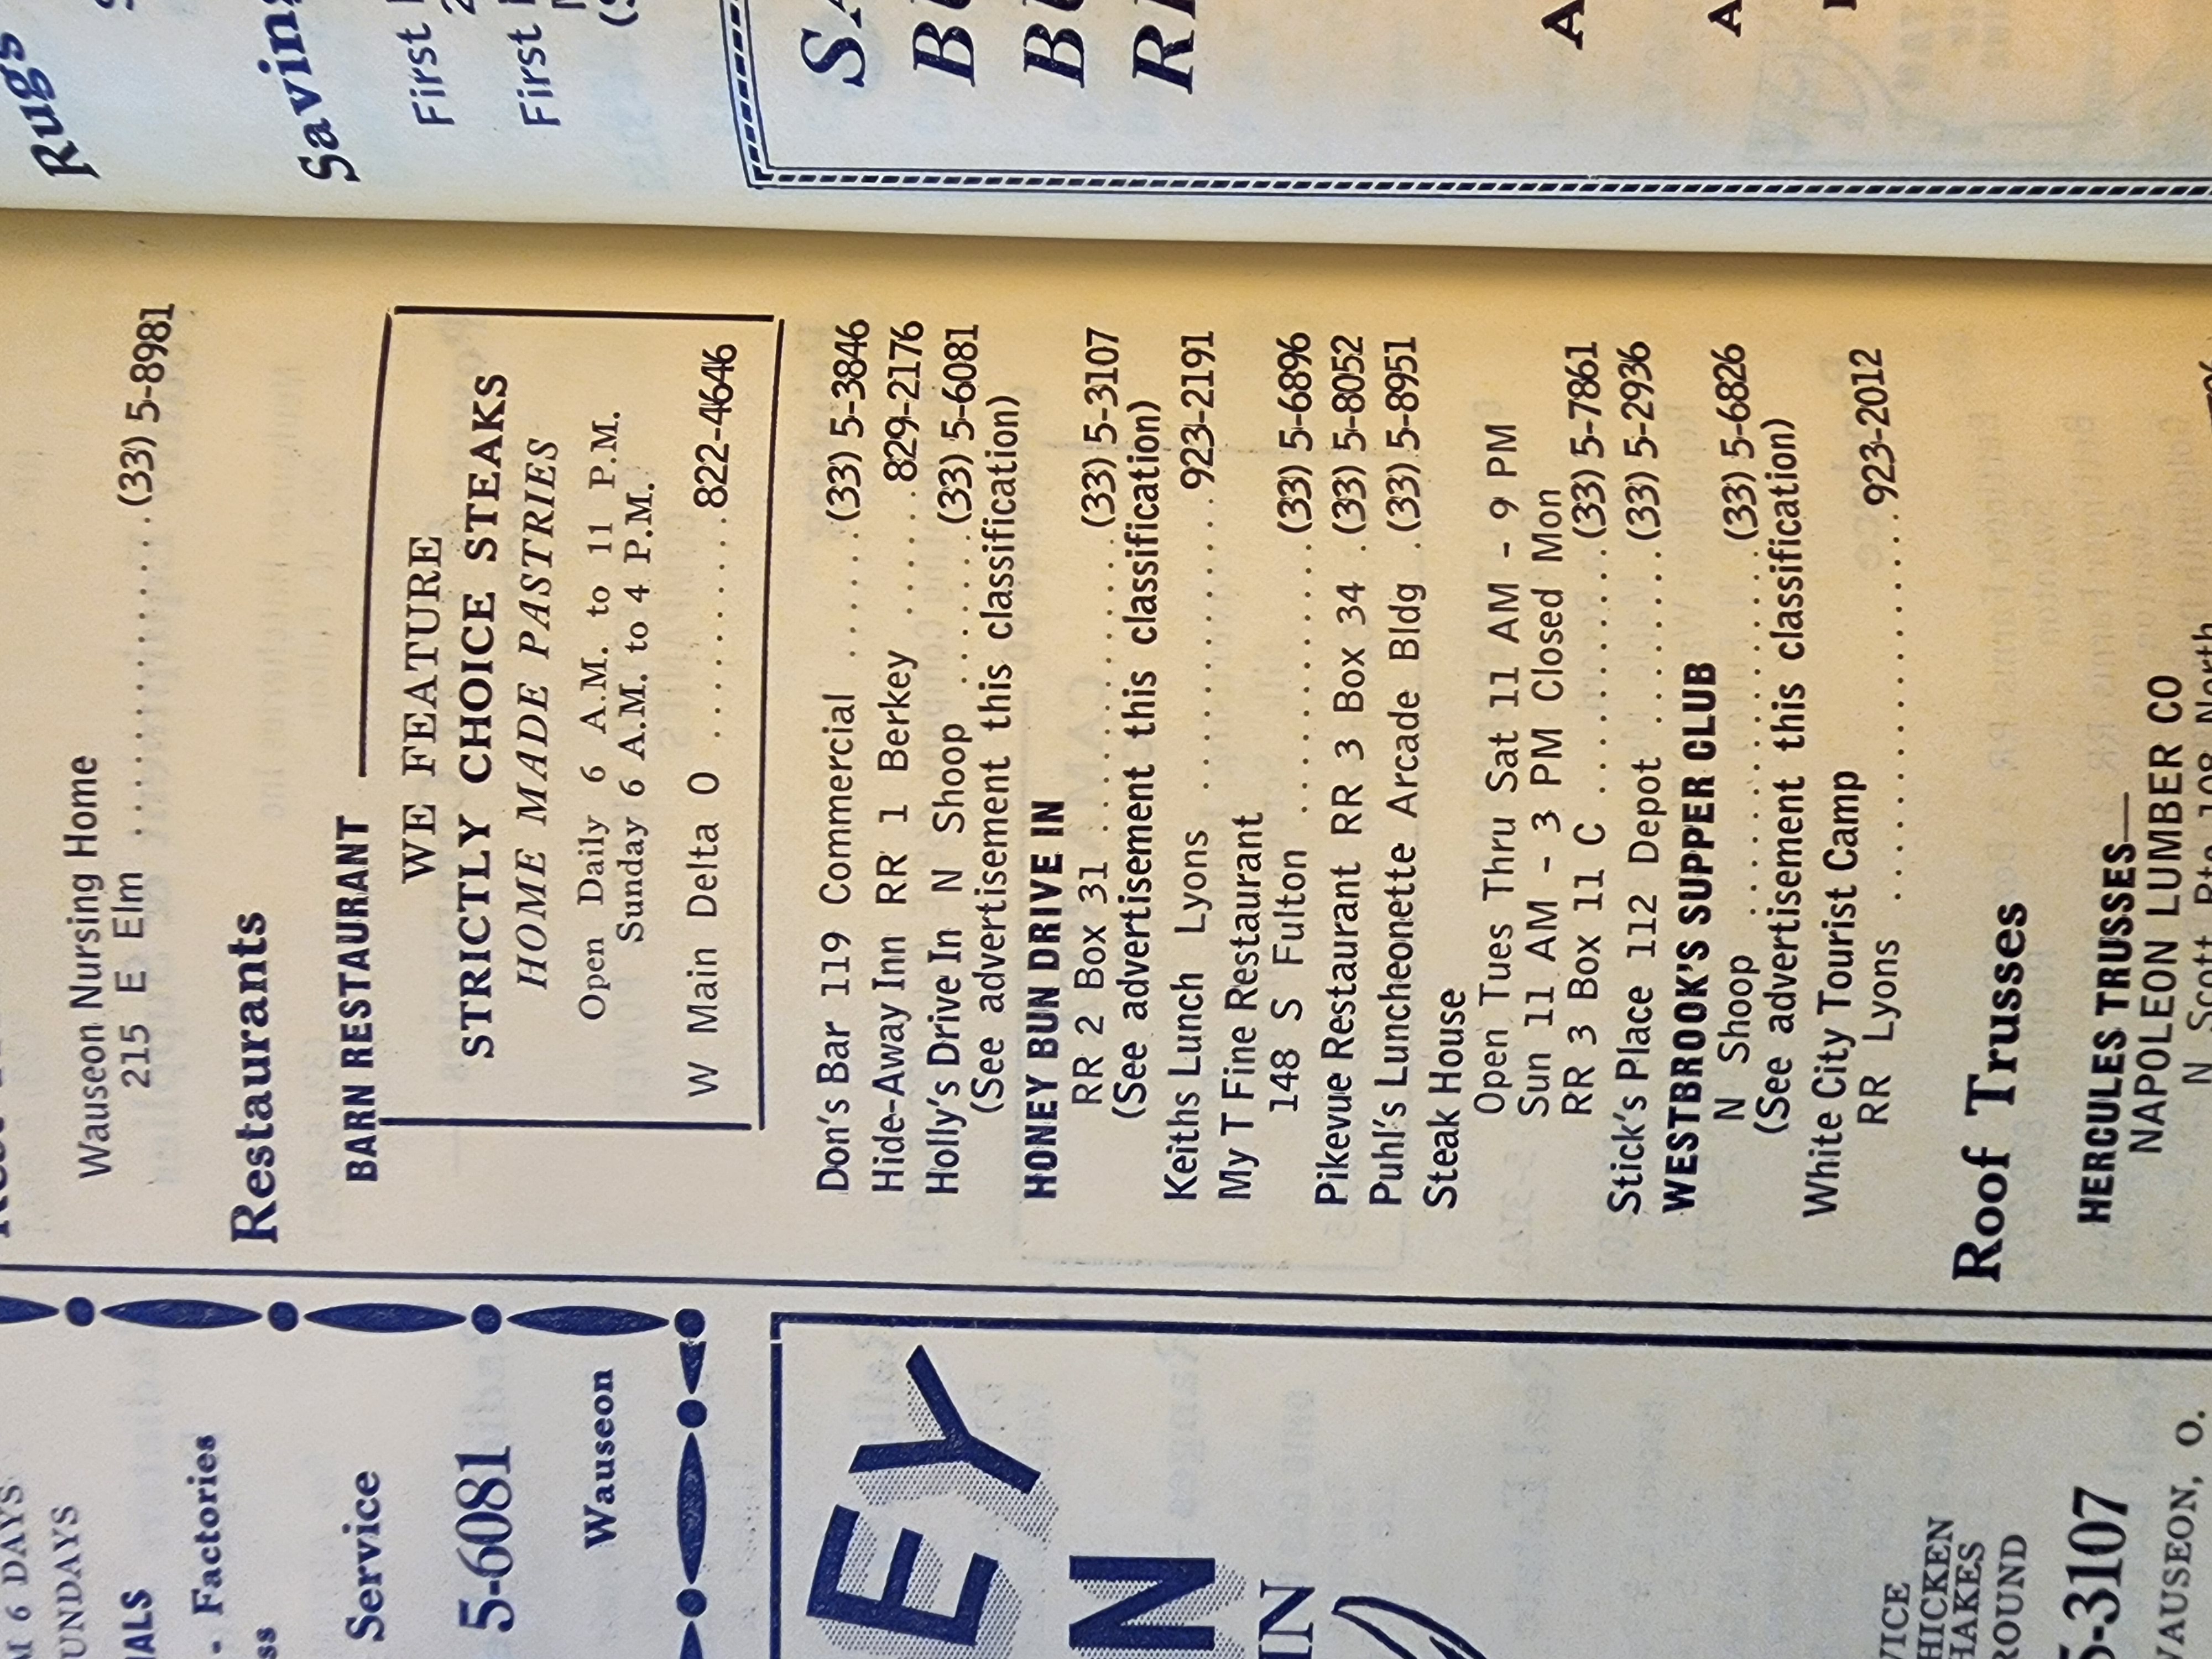 Wauseon Nursing Home
215 E Elm ..............(33) 5-8981
Restaurants
BARN RESTAURANT
WE FEATURE
STRICTLY CHOICE STEAKS
HOME MADE PASTRIES
Open Daily 6 A.M. to 11 P.M.
Sunday 6 A.M. to 4 P.M.
W Main Delta O ........822-4646
Don's Bar 119 Commercial ......(33) 5-3846
Hide-Away Inn RR 1 Berkey .....829-2176
Holly's Drive In N Shoop .......(33) 5-6081
(See advertisement this classification)
HONEY BUN DRIVE IN
RR 2 Box 31 ............(33) 5-3107
(See advertisement this classification)
Keiths Lunch Lyons ............923-2191
My T Fine Restaurant
148 S Fulton ...........(33) 5-6896
Pikevue Restaurant RR 3 Box 34 .(33) 5-8052
Puhl's Luncheonette Arcade Bldg .(33) 5-8951
Steak House
Open Tues Thru Sat 11 AM - 9 PM
Sun 11 AM - 3 PM Closed Mon
RR 3 Box 11 C ..........(33) 5-7861
Stick's Place 112 Depot .......(33) 5-2936
WESTBROOK'S SUPPER CLUB
N Shoop ...............(33) 5-6826
(See advertisement this classification)
White City Tourist Camp
RR Lyons ..................923-2012
Roof Trusses
HERCULES TRUSSES—
NAPOLEON LUMBER CO
N Scott Rte 108 North
6 DAYS
- Factories
Service
5-6081
Wauseon
EY
N
IN
5-3107
O.
Rugs
First
First